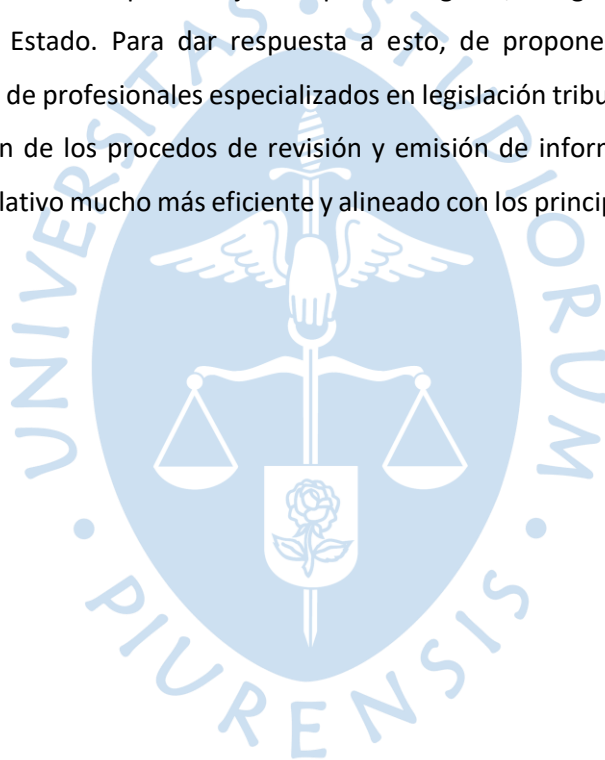 Estado. Para dar respuesta a esto, de propone
de profesionales especializados en legislación tribu
n de los procedos de revisión y emisión de inform
lativo mucho más eficiente y alineado con los princip
UNIVERSITAS • STUDIORUM • PIURENSIS •